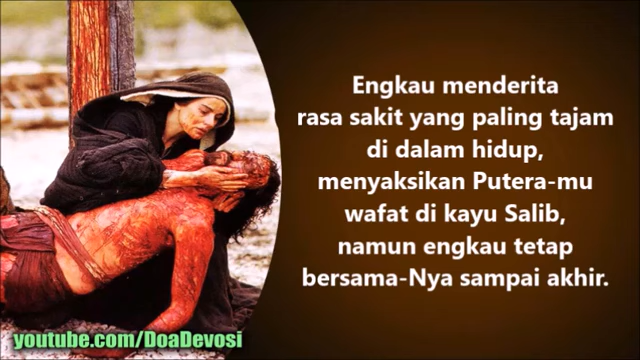 Engkau menderita
rasa sakit yang paling tajam
di dalam hidup,
menyaksikan Putera-mu
wafat di kayu Salib,
namun engkau tetap
bersama-Nya sampai akhir.
youtube.com/DoaDevosi